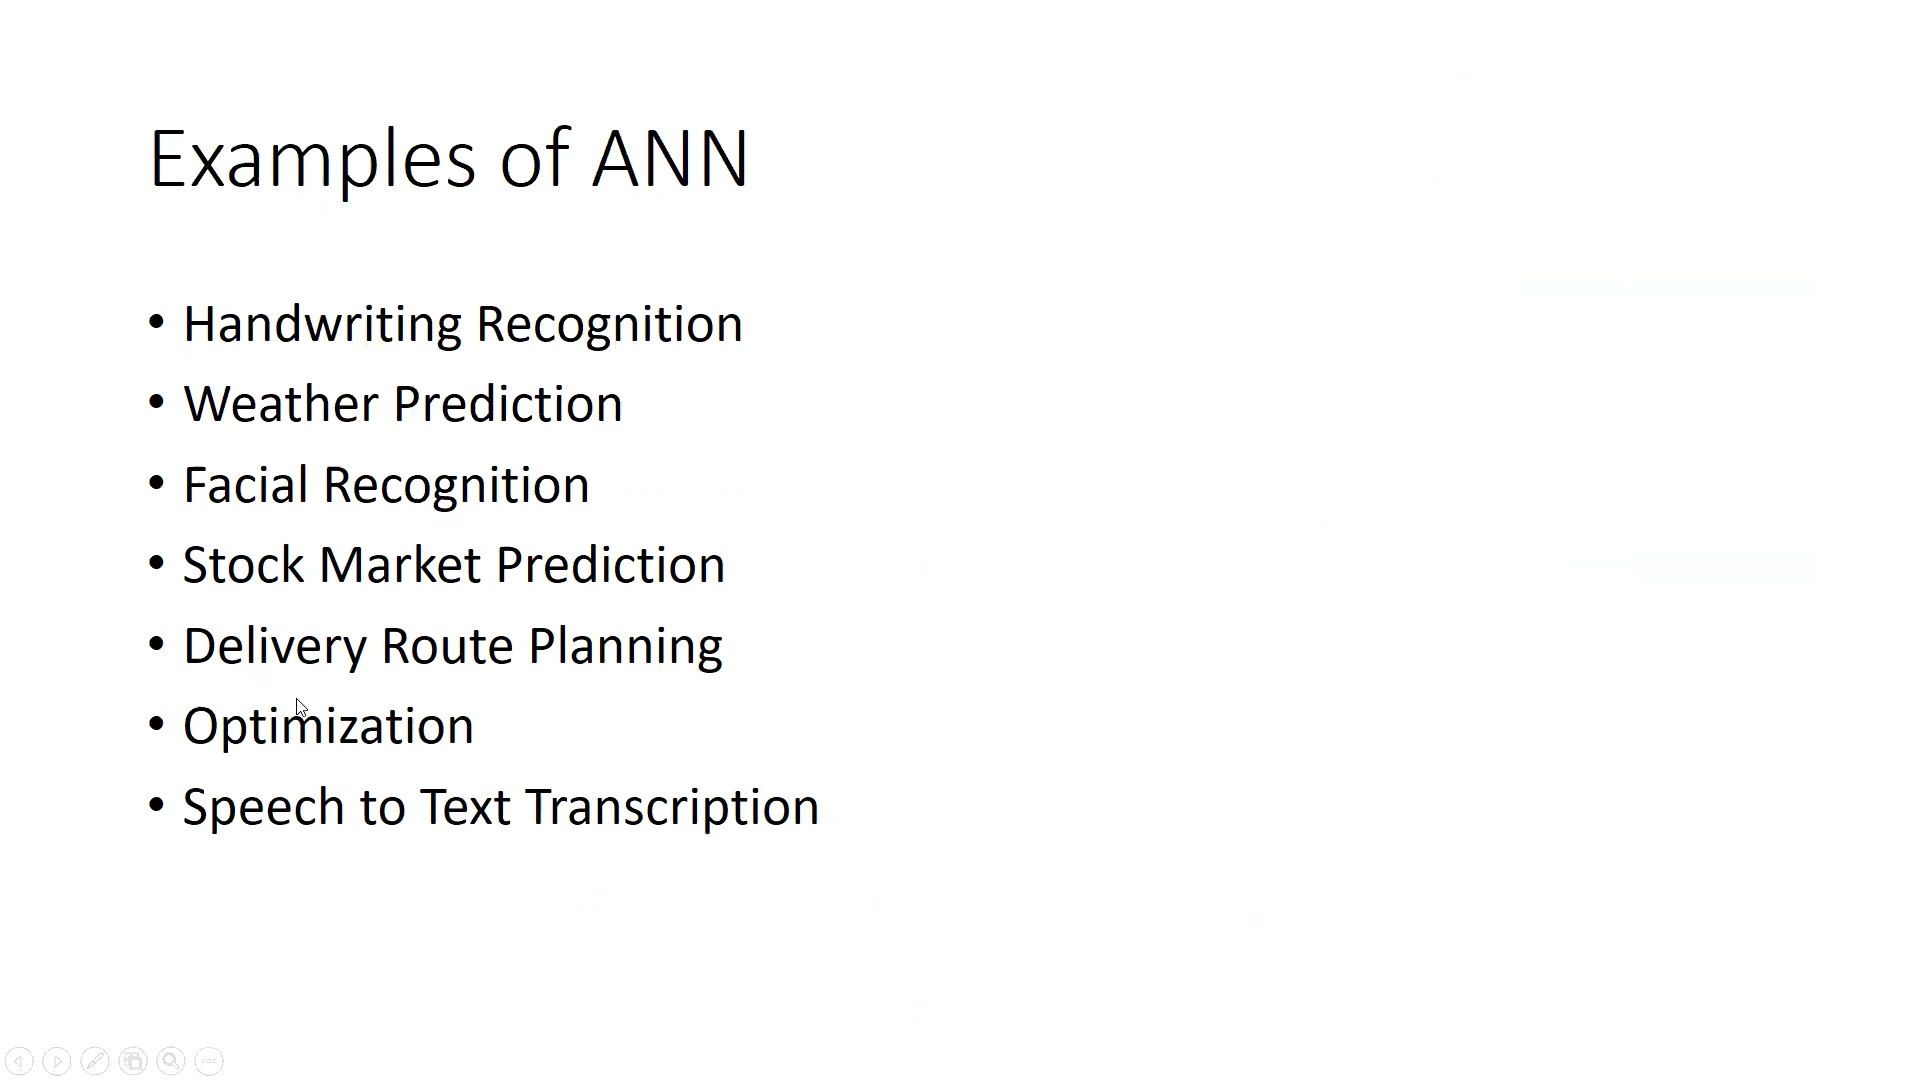 Examples of ANN
• Handwriting Recognition
• Weather Prediction
• Facial Recognition
• Stock Market Prediction
• Delivery Route Planning
• Optimization
• Speech to Text Transcription